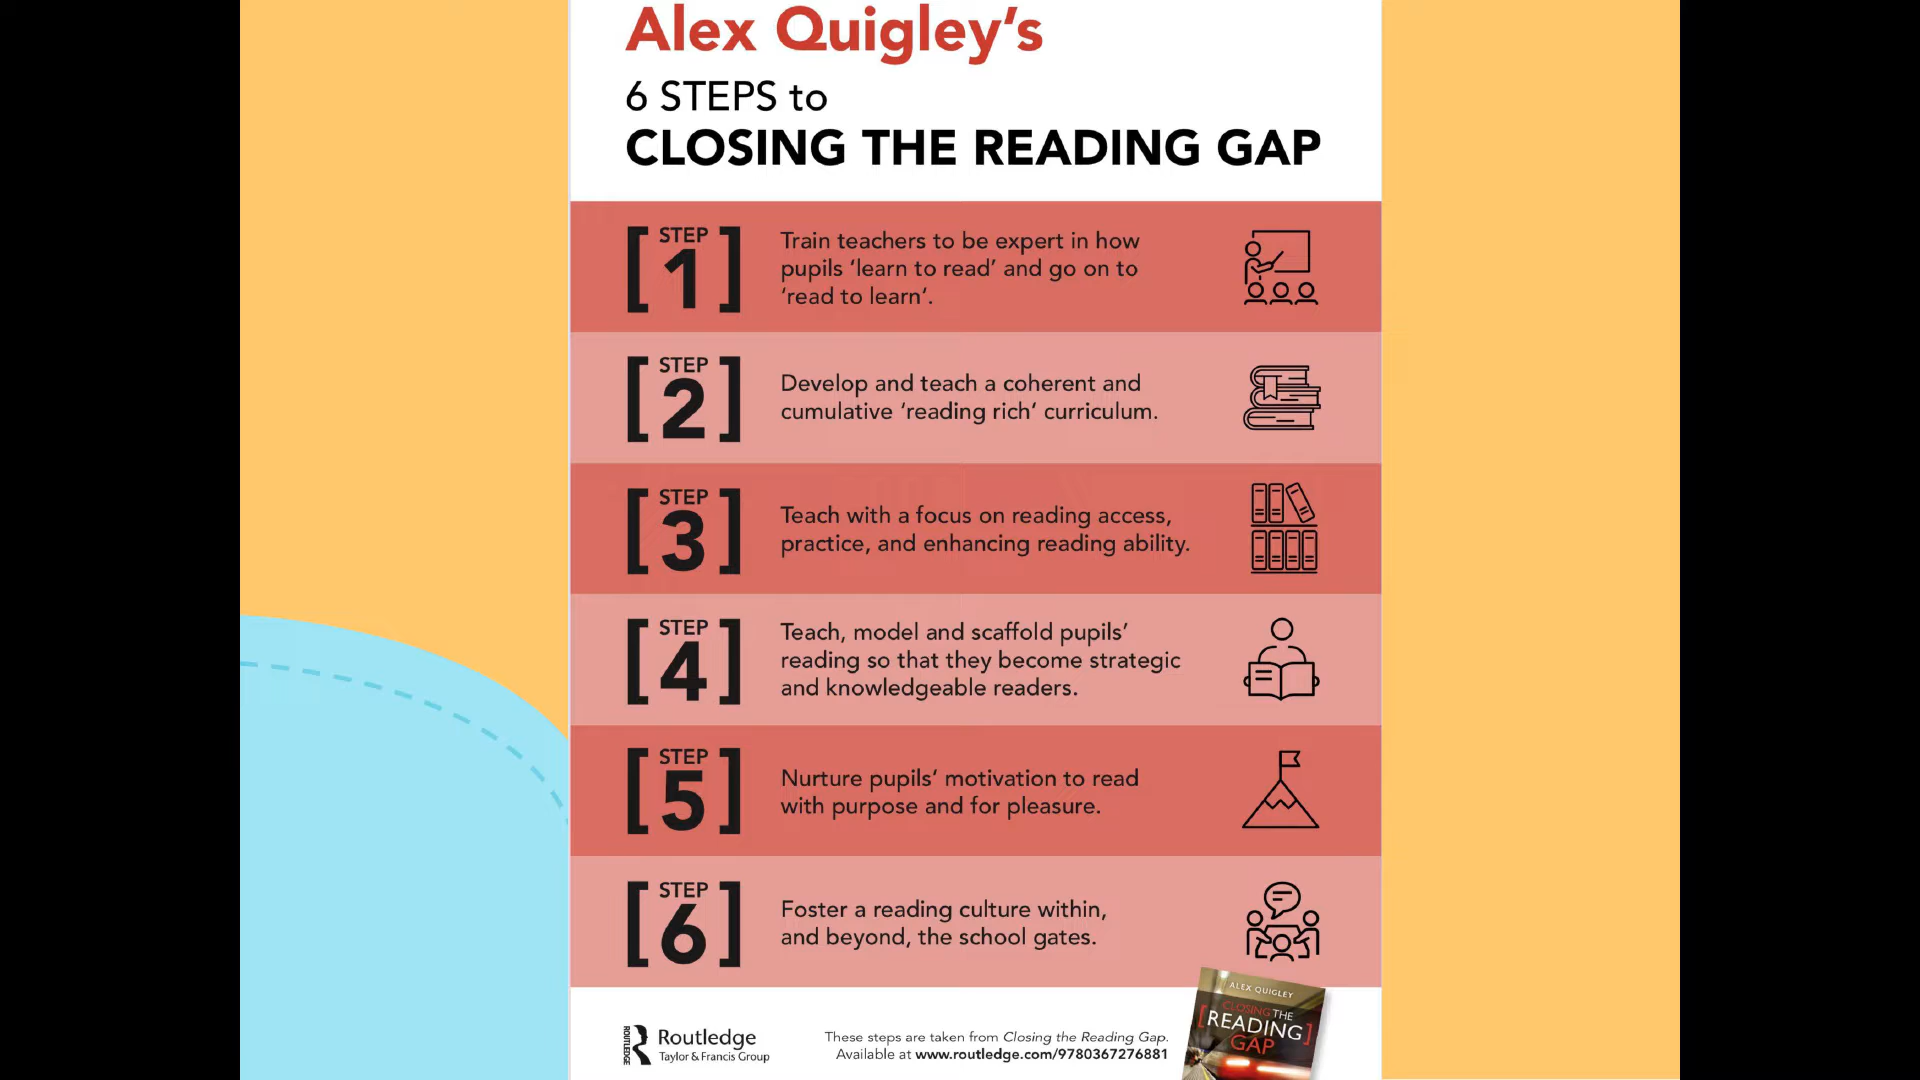 Alex Quigley’s
6 STEPS to
CLOSING THE READING GAP
[STEP 1]
Train teachers to be expert in how
pupils ‘learn to read’ and go on to
‘read to learn’.
[STEP 2]
Develop and teach a coherent and
cumulative ‘reading rich’ curriculum.
[STEP 3]
Teach with a focus on reading access,
practice, and enhancing reading ability.
[STEP 4]
Teach, model and scaffold pupils’
reading so that they become strategic
and knowledgeable readers.
[STEP 5]
Nurture pupils’ motivation to read
with purpose and for pleasure.
[STEP 6]
Foster a reading culture within,
and beyond, the school gates.
ROUTLEDGE
Routledge
Taylor & Francis Group
These steps are taken from Closing the Reading Gap.
Available at www.routledge.com/9780367276881
ALEX QUIGLEY
CLOSING THE
[READING]
GAP